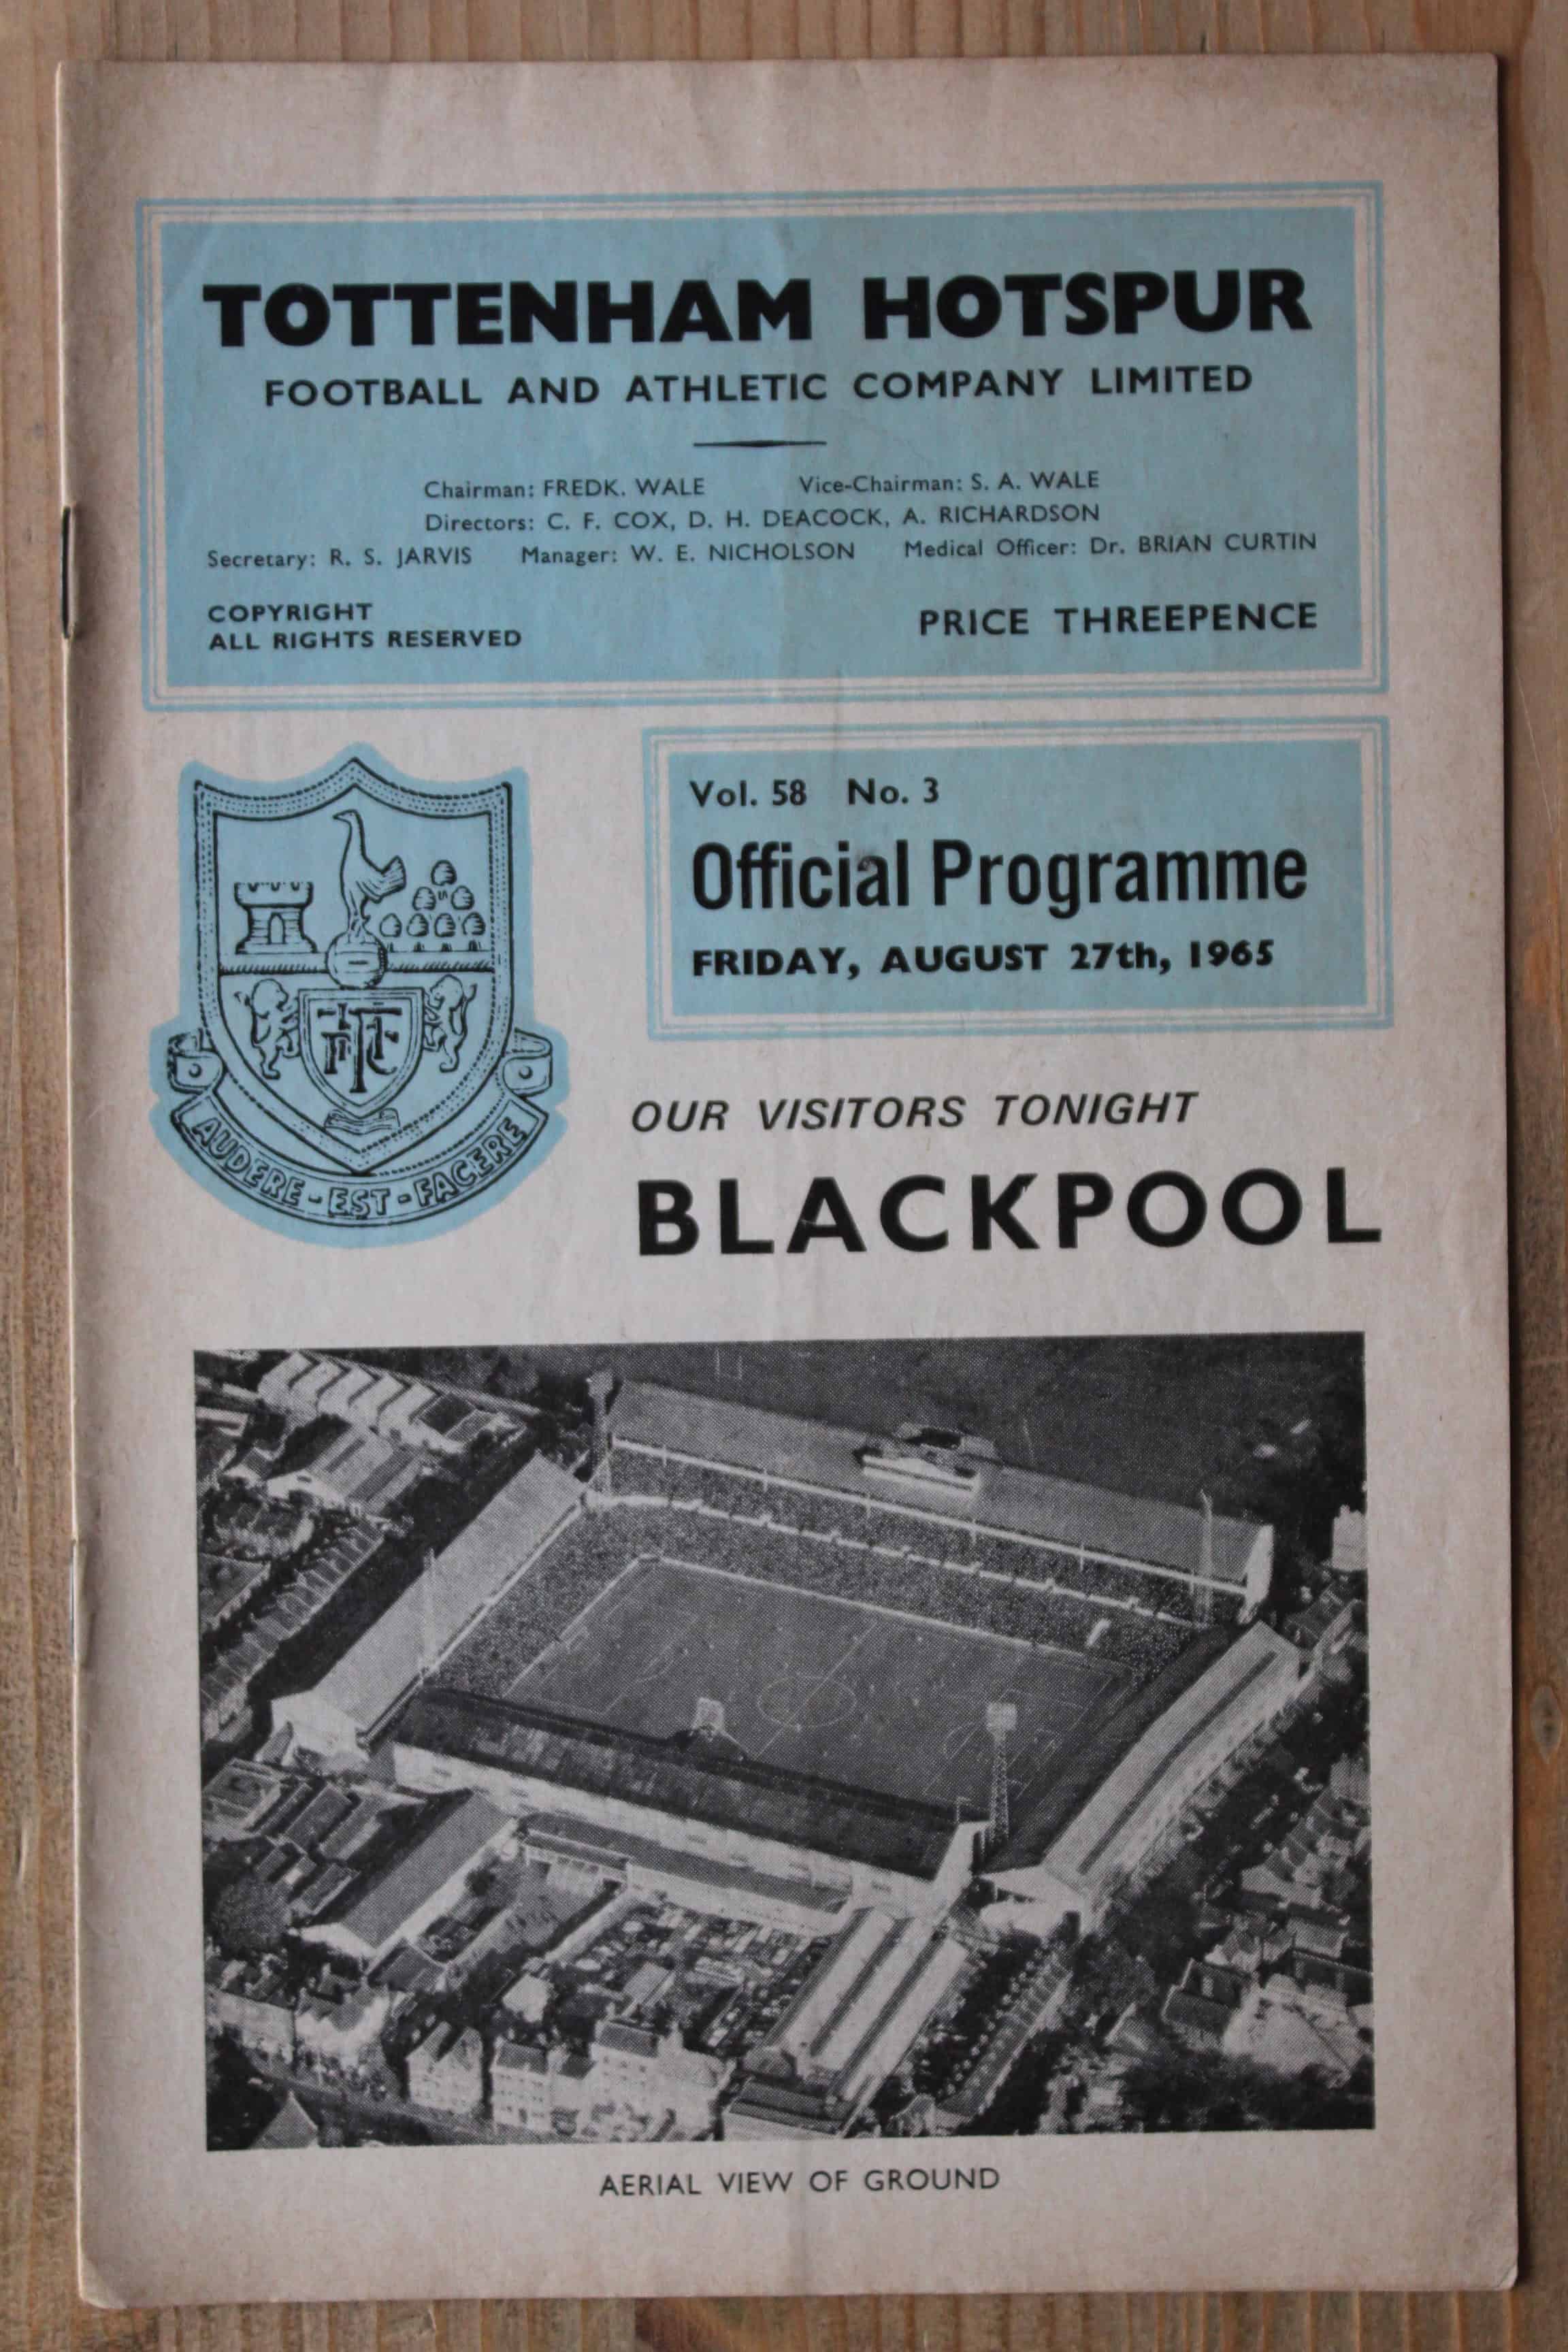 TOTTENHAM HOTSPUR
FOOTBALL AND ATHLETIC COMPANY LIMITED
Chairman: FREDK. WALE Vice-Chairman: S. A. WALE
Directors: C. F. COX, D. H. DEACOCK, A. RICHARDSON
Secretary: R. S. JARVIS Manager: W. E. NICHOLSON Medical Officer: Dr. BRIAN CURTIN
COPYRIGHT
ALL RIGHTS RESERVED
PRICE THREEPENCE
Vol. 58 No. 3
Official Programme
FRIDAY, AUGUST 27th, 1965
AUDERE - EST - FACERE
OUR VISITORS TONIGHT
BLACKPOOL
AERIAL VIEW OF GROUND